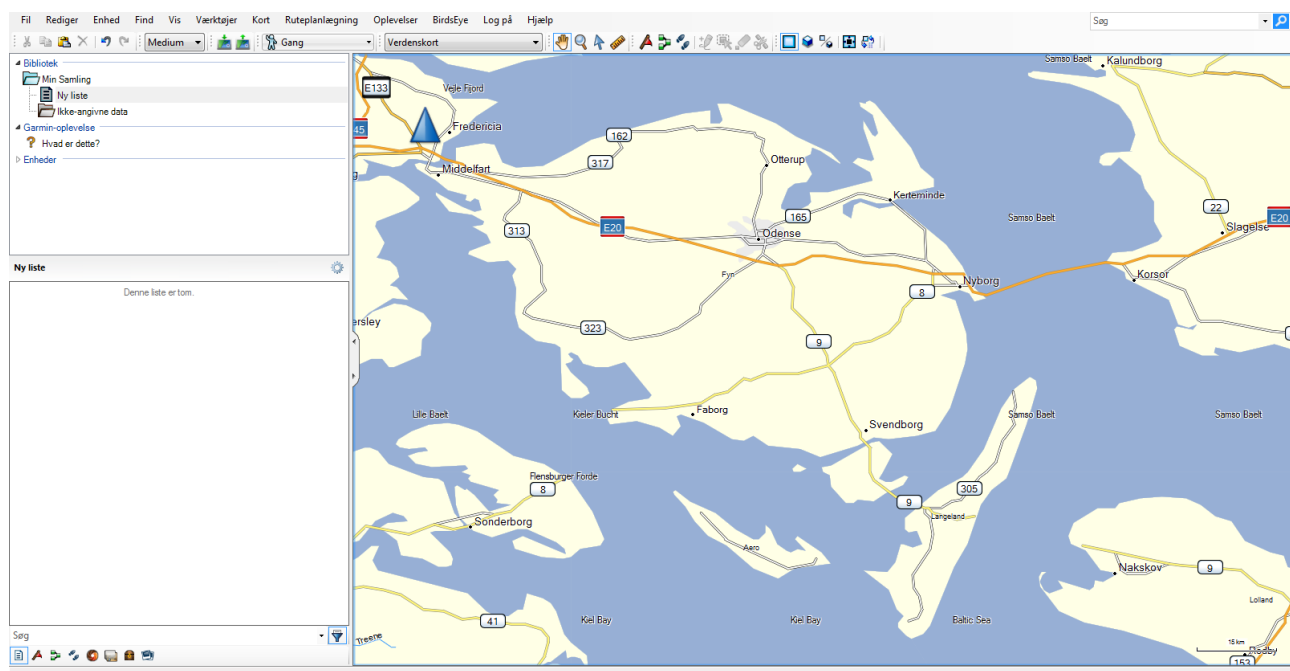 Fil Rediger Enhed Find Vis Værktøjer Kort Ruteplanlægning Oplevelser BirdsEye Log på Hjælp
Søg
Medium
Gang
Verdenskort
Bibliotek
Min Samling
Ny liste
Ikke-angivne data
Garmin-oplevelse
? Hvad er dette?
Enheder
Ny liste
Denne liste er tom.
Søg
Samso Baelt
Kalundborg
E133
Vejle Fjord
45
Fredericia
162
317
Otterup
Middelfart
Kerteminde
22
313
E20
165
Samso Baelt
E20
Slagelse
Odense
Fyn
Korsor
8
Nyborg
ersley
323
9
Lille Baelt
Kieler Bucht
Faborg
Samso Baelt
Samso Baelt
Svendborg
Flensburger Forde
8
305
9
Langeland
Sonderborg
Aero
Nakskov
9
Lolland
41
Kiel Bay
Kiel Bay
Baltic Sea
Treene
15 km
Rodby
153